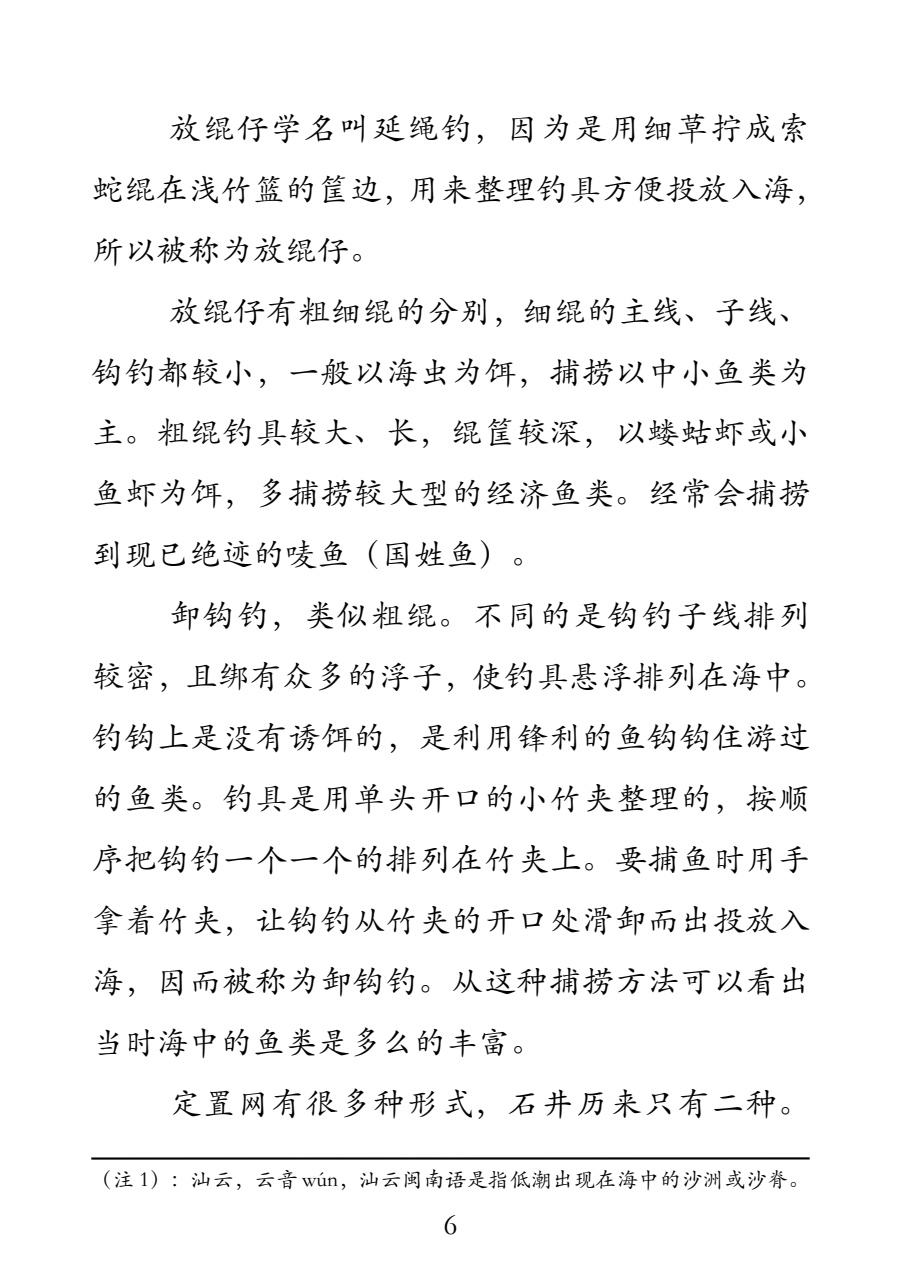 放绲仔学名叫延绳钓，因为是用细草拧成索
蛇绲在浅竹篮的筐边，用来整理钓具方便投放入海，
所以被称为放绲仔。
放绲仔有粗细绲的分别，细绲的主线、子线、
钩钓都较小，一般以海虫为饵，捕捞以中小鱼类为
主。粗绲钓具较大、长，绲筐较深，以蝼蛄虾或小
鱼虾为饵，多捕捞较大型的经济鱼类。经常会捕捞
到现已绝迹的唛鱼（国姓鱼）。
卸钩钓，类似粗绲。不同的是钩钓子线排列
较密，且绑有众多的浮子，使钓具悬浮排列在海中。
钓钩上是没有诱饵的，是利用锋利的鱼钩钩住游过
的鱼类。钓具是用单头开口的小竹夹整理的，按顺
序把钩钓一个一个的排列在竹夹上。要捕鱼时用手
拿着竹夹，让钩钓从竹夹的开口处滑卸而出投放入
海，因而被称为卸钩钓。从这种捕捞方法可以看出
当时海中的鱼类是多么的丰富。
定置网有很多种形式，石井历来只有二种。
（注 1）：汕云，云音 wún，汕云闽南语是指低潮出现在海中的沙洲或沙脊。
6